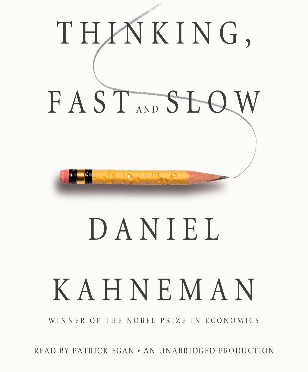 THINKING,
FAST AND SLOW
DANIEL
KAHNEMAN
WINNER OF THE NOBEL PRIZE IN ECONOMICS
READ BY PATRICK EGAN • AN UNABRIDGED PRODUCTION